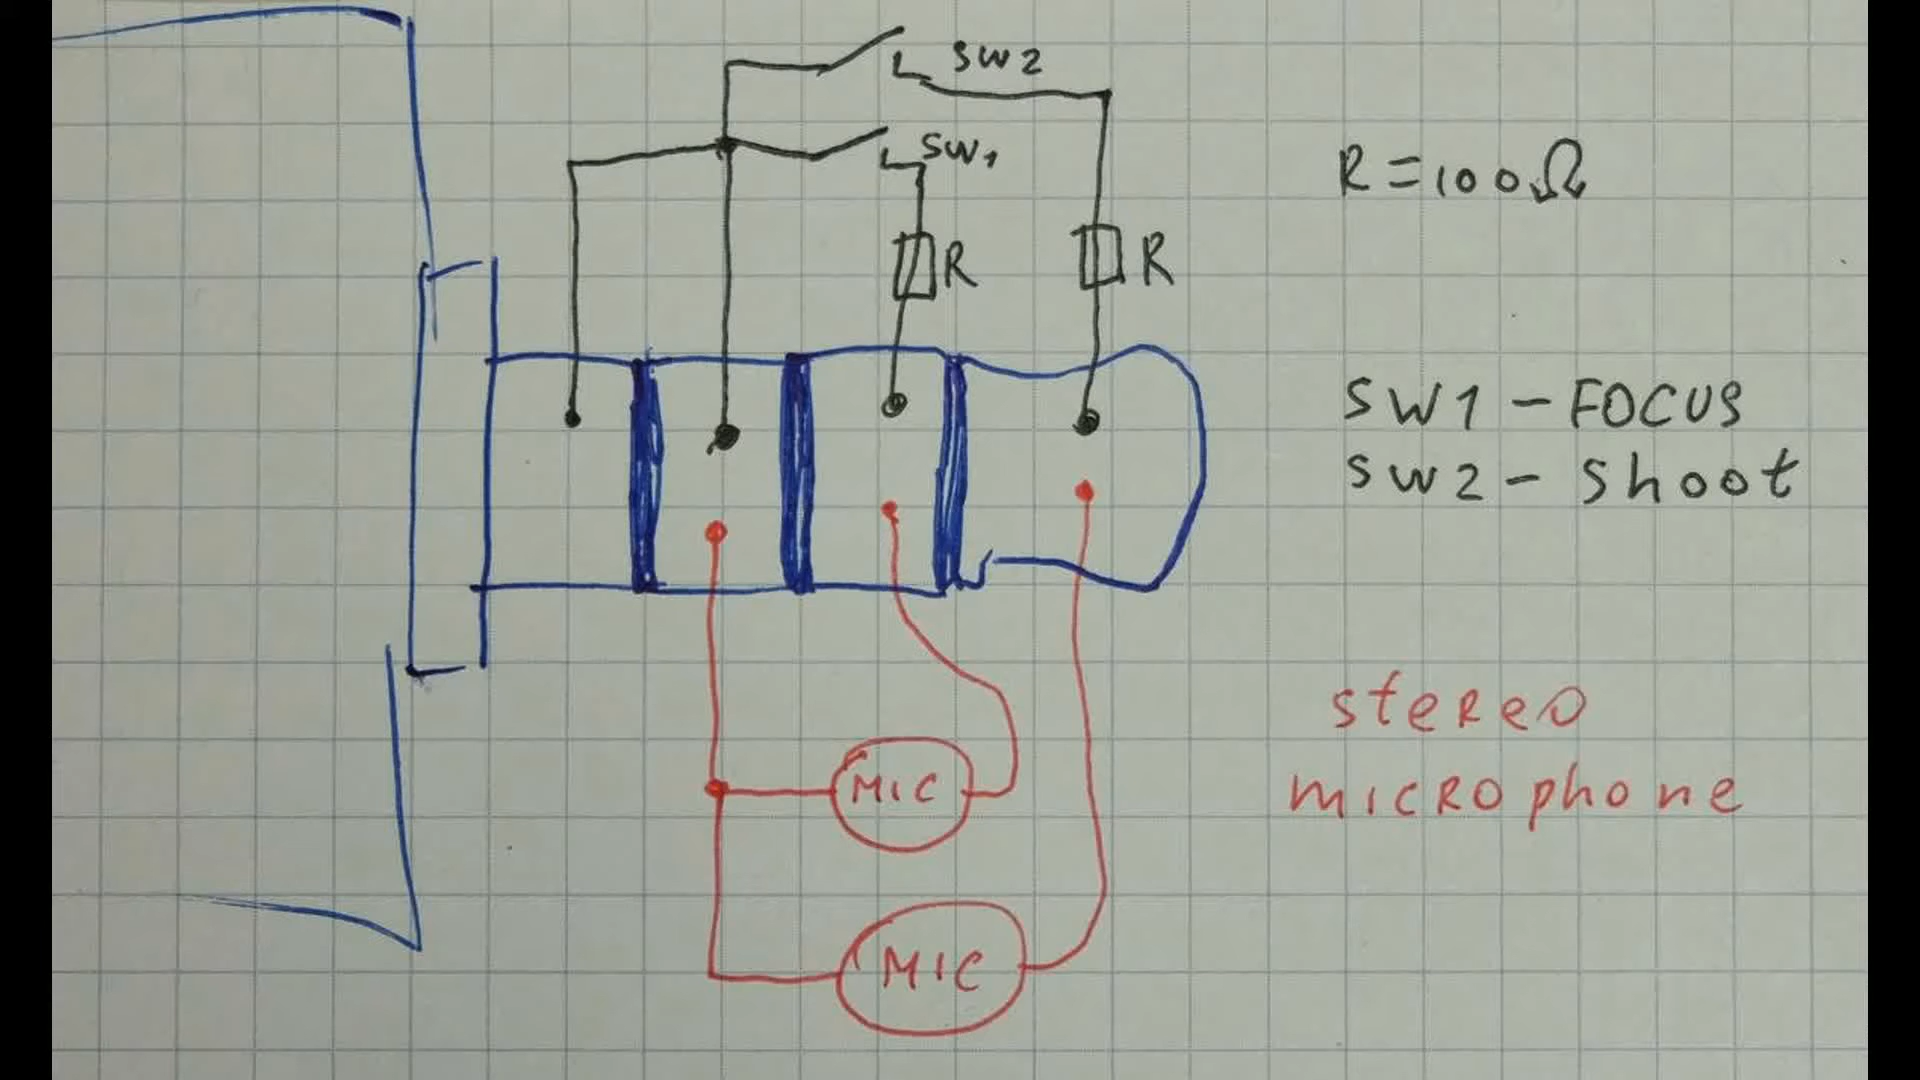 SW2
SW1
R
R
R=100Ω
SW1 - FOCUS
SW2 - Shoot
MIC
MIC
stereo
microphone